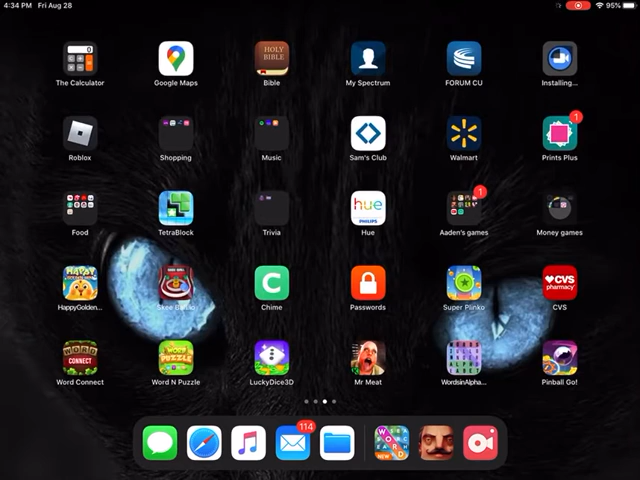 4:34 PM Fri Aug 28
95%
The Calculator
Google Maps
HOLY BIBLE
Bible
My Spectrum
FORUM CU
Installing...
Roblox
Shopping
Music
Sam's Club
Walmart
1
Prints Plus
Food
TetraBlock
Trivia
hue
PHILIPS
Hue
1
Aaden's games
Money games
HAPPY
HappyGolden...
Skee-Ball...
C
Chime
Passwords
Super Plinko
CVS pharmacy
CVS
WORD CONNECT
Word Connect
WORD PUZZLE
Word N Puzzle
LuckyDice3D
Mr Meat
WordsinAlpha...
Pinball Go!
114